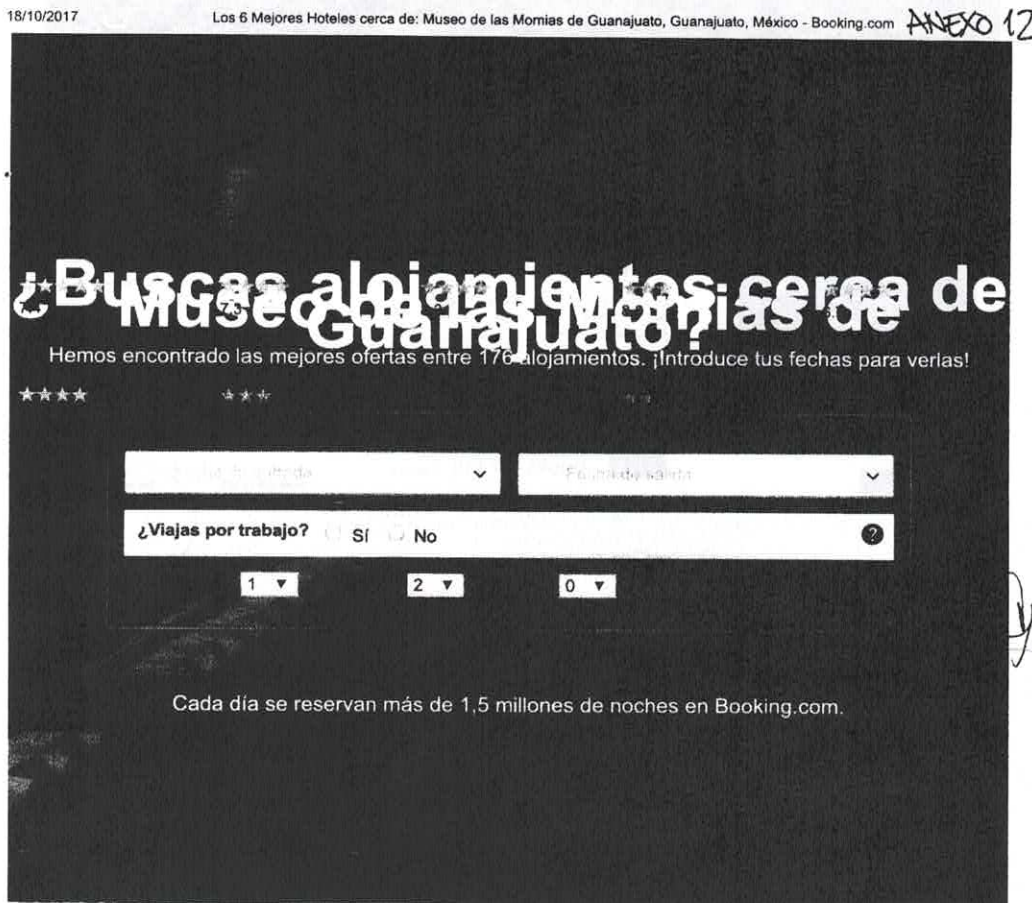 18/10/2017
Los 6 Mejores Hoteles cerca de: Museo de las Momias de Guanajuato, Guanajuato, México - Booking.com
ANEXO 12
¿Buscas alojamientos cerca de
Museo de las Momias de
Guanajuato?
Hemos encontrado las mejores ofertas entre 176 alojamientos. ¡Introduce tus fechas para verlas!
Fecha de salida
¿Viajas por trabajo? Sí No ?
1 2 0
Cada día se reservan más de 1,5 millones de noches en Booking.com.